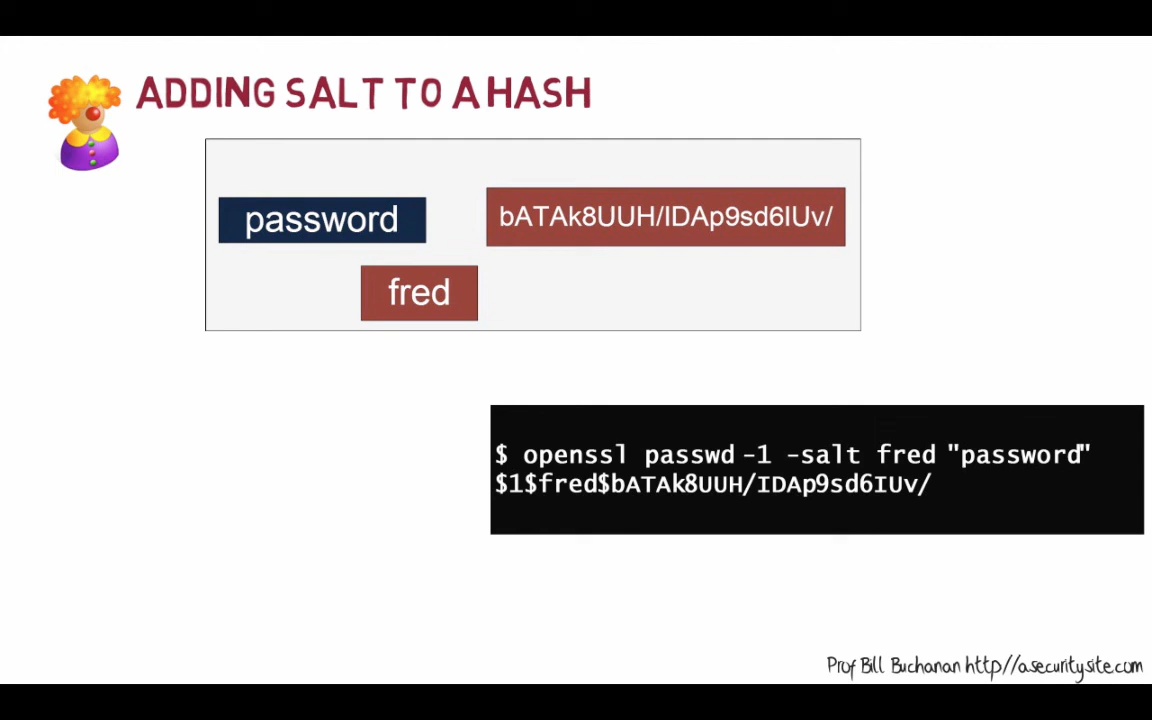 ADDING SALT TO A HASH
password
bATAk8UUH/IDAp9sd6IUv/
fred
$ openssl passwd -1 -salt fred "password"
$1$fred$bATAk8UUH/IDAp9sd6IUv/
Prof Bill Buchanan http//asecuritysite.com